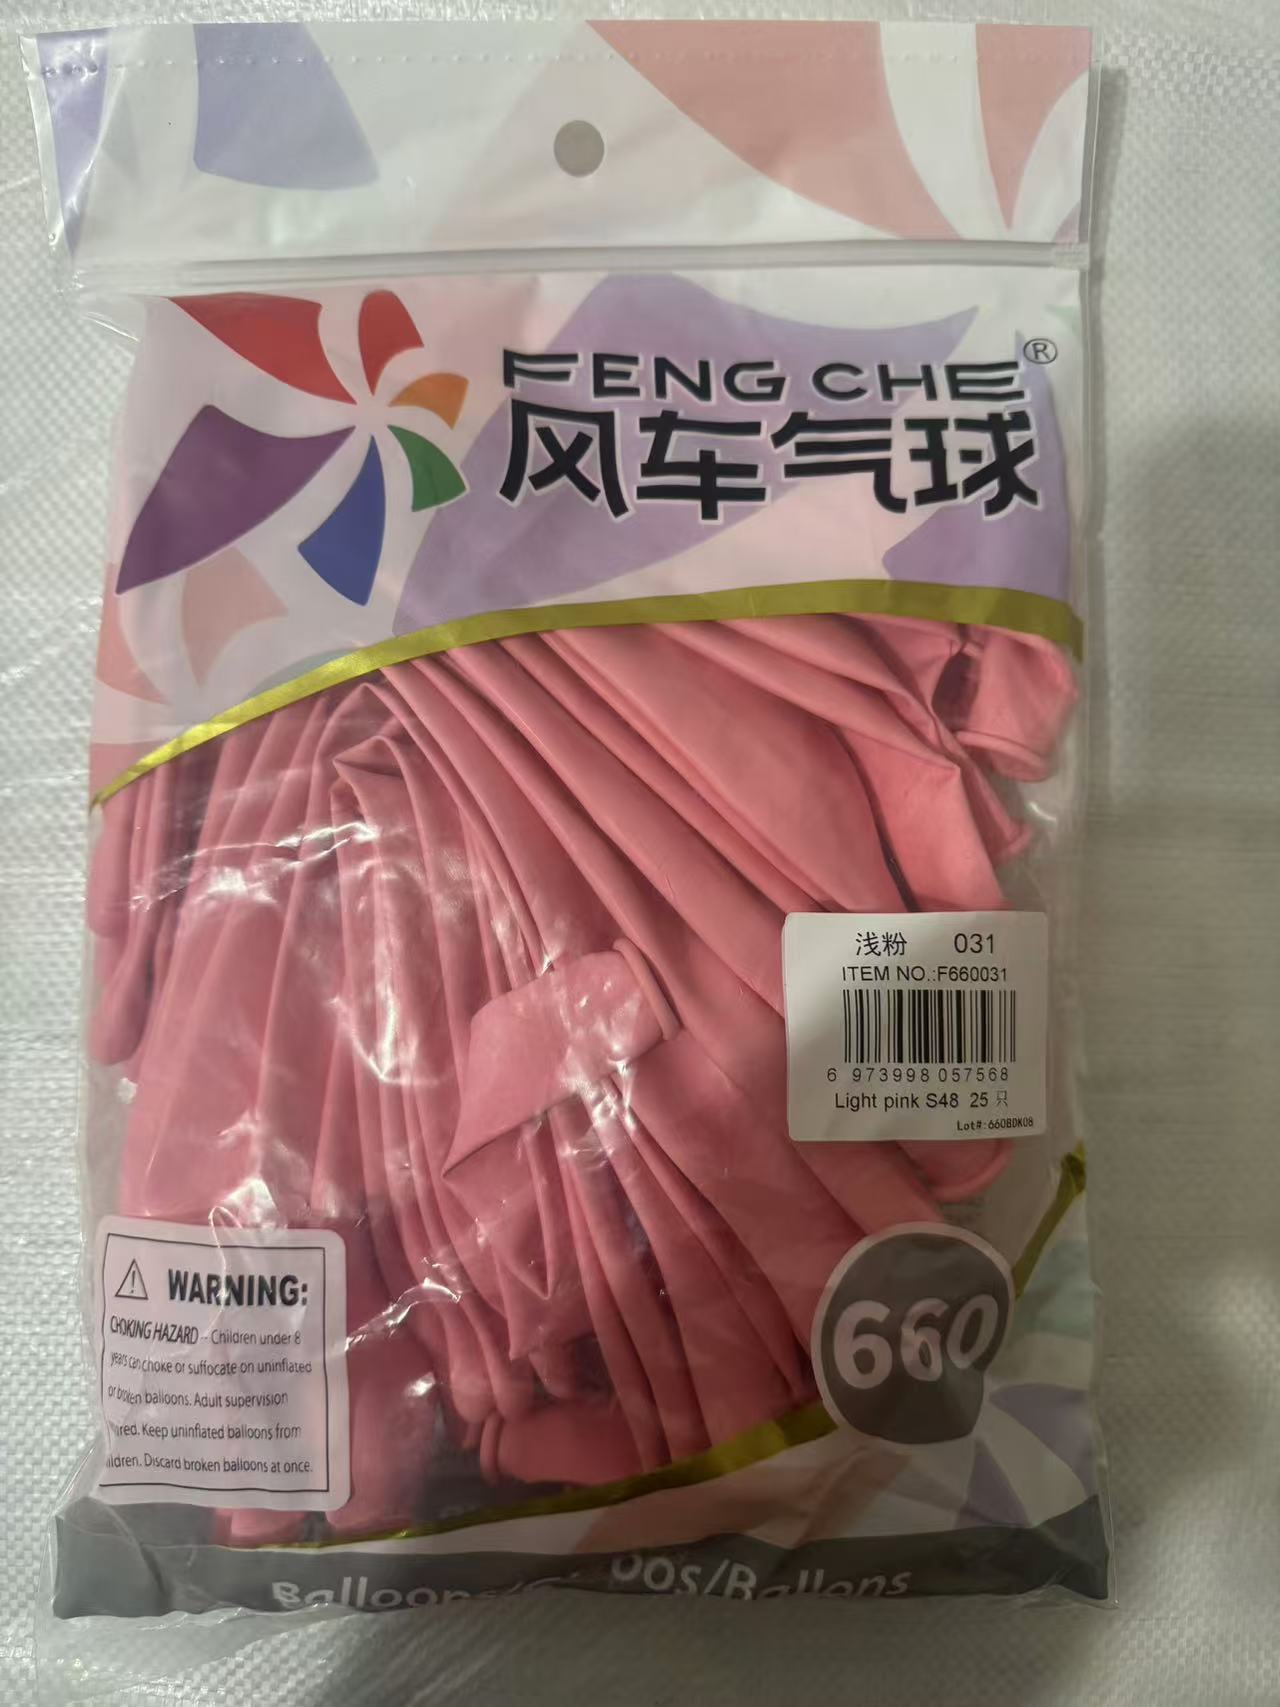 FENG CHE®
风车气球
浅粉 031
ITEM NO.:F660031
6 973998 057568
Light pink S48 25 只
Lot#:660BDK08
WARNING:
CHOKING HAZARD -- Children under 8
years can choke or suffocate on uninflated
or broken balloons. Adult supervision
Keep uninflated balloons from
Discard broken balloons at once.
660
/Ballons